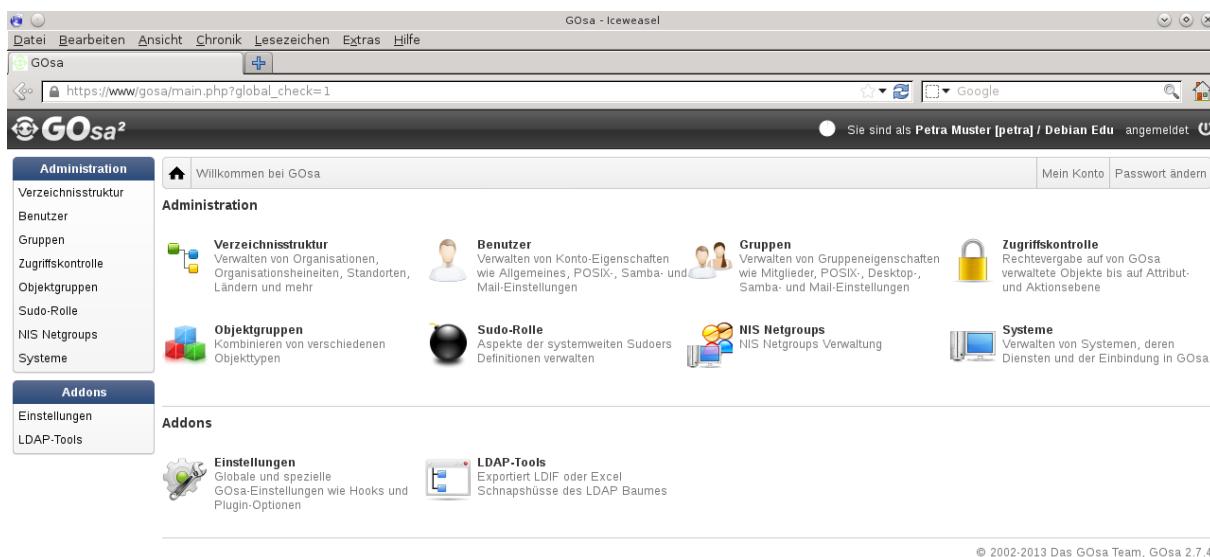 GOsa - Iceweasel
Datei Bearbeiten Ansicht Chronik Lesezeichen Extras Hilfe
GOsa
https://www/gosa/main.php?global_check=1
Google
GOsa²
Sie sind als Petra Muster [petra] / Debian Edu angemeldet
Administration
Verzeichnisstruktur
Benutzer
Gruppen
Zugriffskontrolle
Objektgruppen
Sudo-Rolle
NIS Netgroups
Systeme
Addons
Einstellungen
LDAP-Tools
Willkommen bei GOsa
Mein Konto
Passwort ändern
Administration
Verzeichnisstruktur
Verwalten von Organisationen,
Organisationsheineiten, Standorten,
Ländern und mehr
Benutzer
Verwalten von Konto-Eigenschaften
wie Allgemeines, POSIX-, Samba- und
Mail-Einstellungen
Gruppen
Verwalten von Gruppeneigenschaften
wie Mitglieder, POSIX-, Desktop-,
Samba- und Mail-Einstellungen
Zugriffskontrolle
Rechtevergabe auf von GOsa
verwaltete Objekte bis auf Attribut-
und Aktionsebene
Objektgruppen
Kombinieren von verschiedenen
Objekttypen
Sudo-Rolle
Aspekte der systemweiten Sudoers
Definitionen verwalten
NIS Netgroups
NIS Netgroups Verwaltung
Systeme
Verwalten von Systemen, deren
Diensten und der Einbindung in GOsa
Addons
Einstellungen
Globale und spezielle
GOsa-Einstellungen wie Hooks und
Plugin-Optionen
LDAP-Tools
Exportiert LDIF oder Excel
Schnapshüsse des LDAP Baumes
© 2002-2013 Das GOsa Team, GOsa 2.7.4